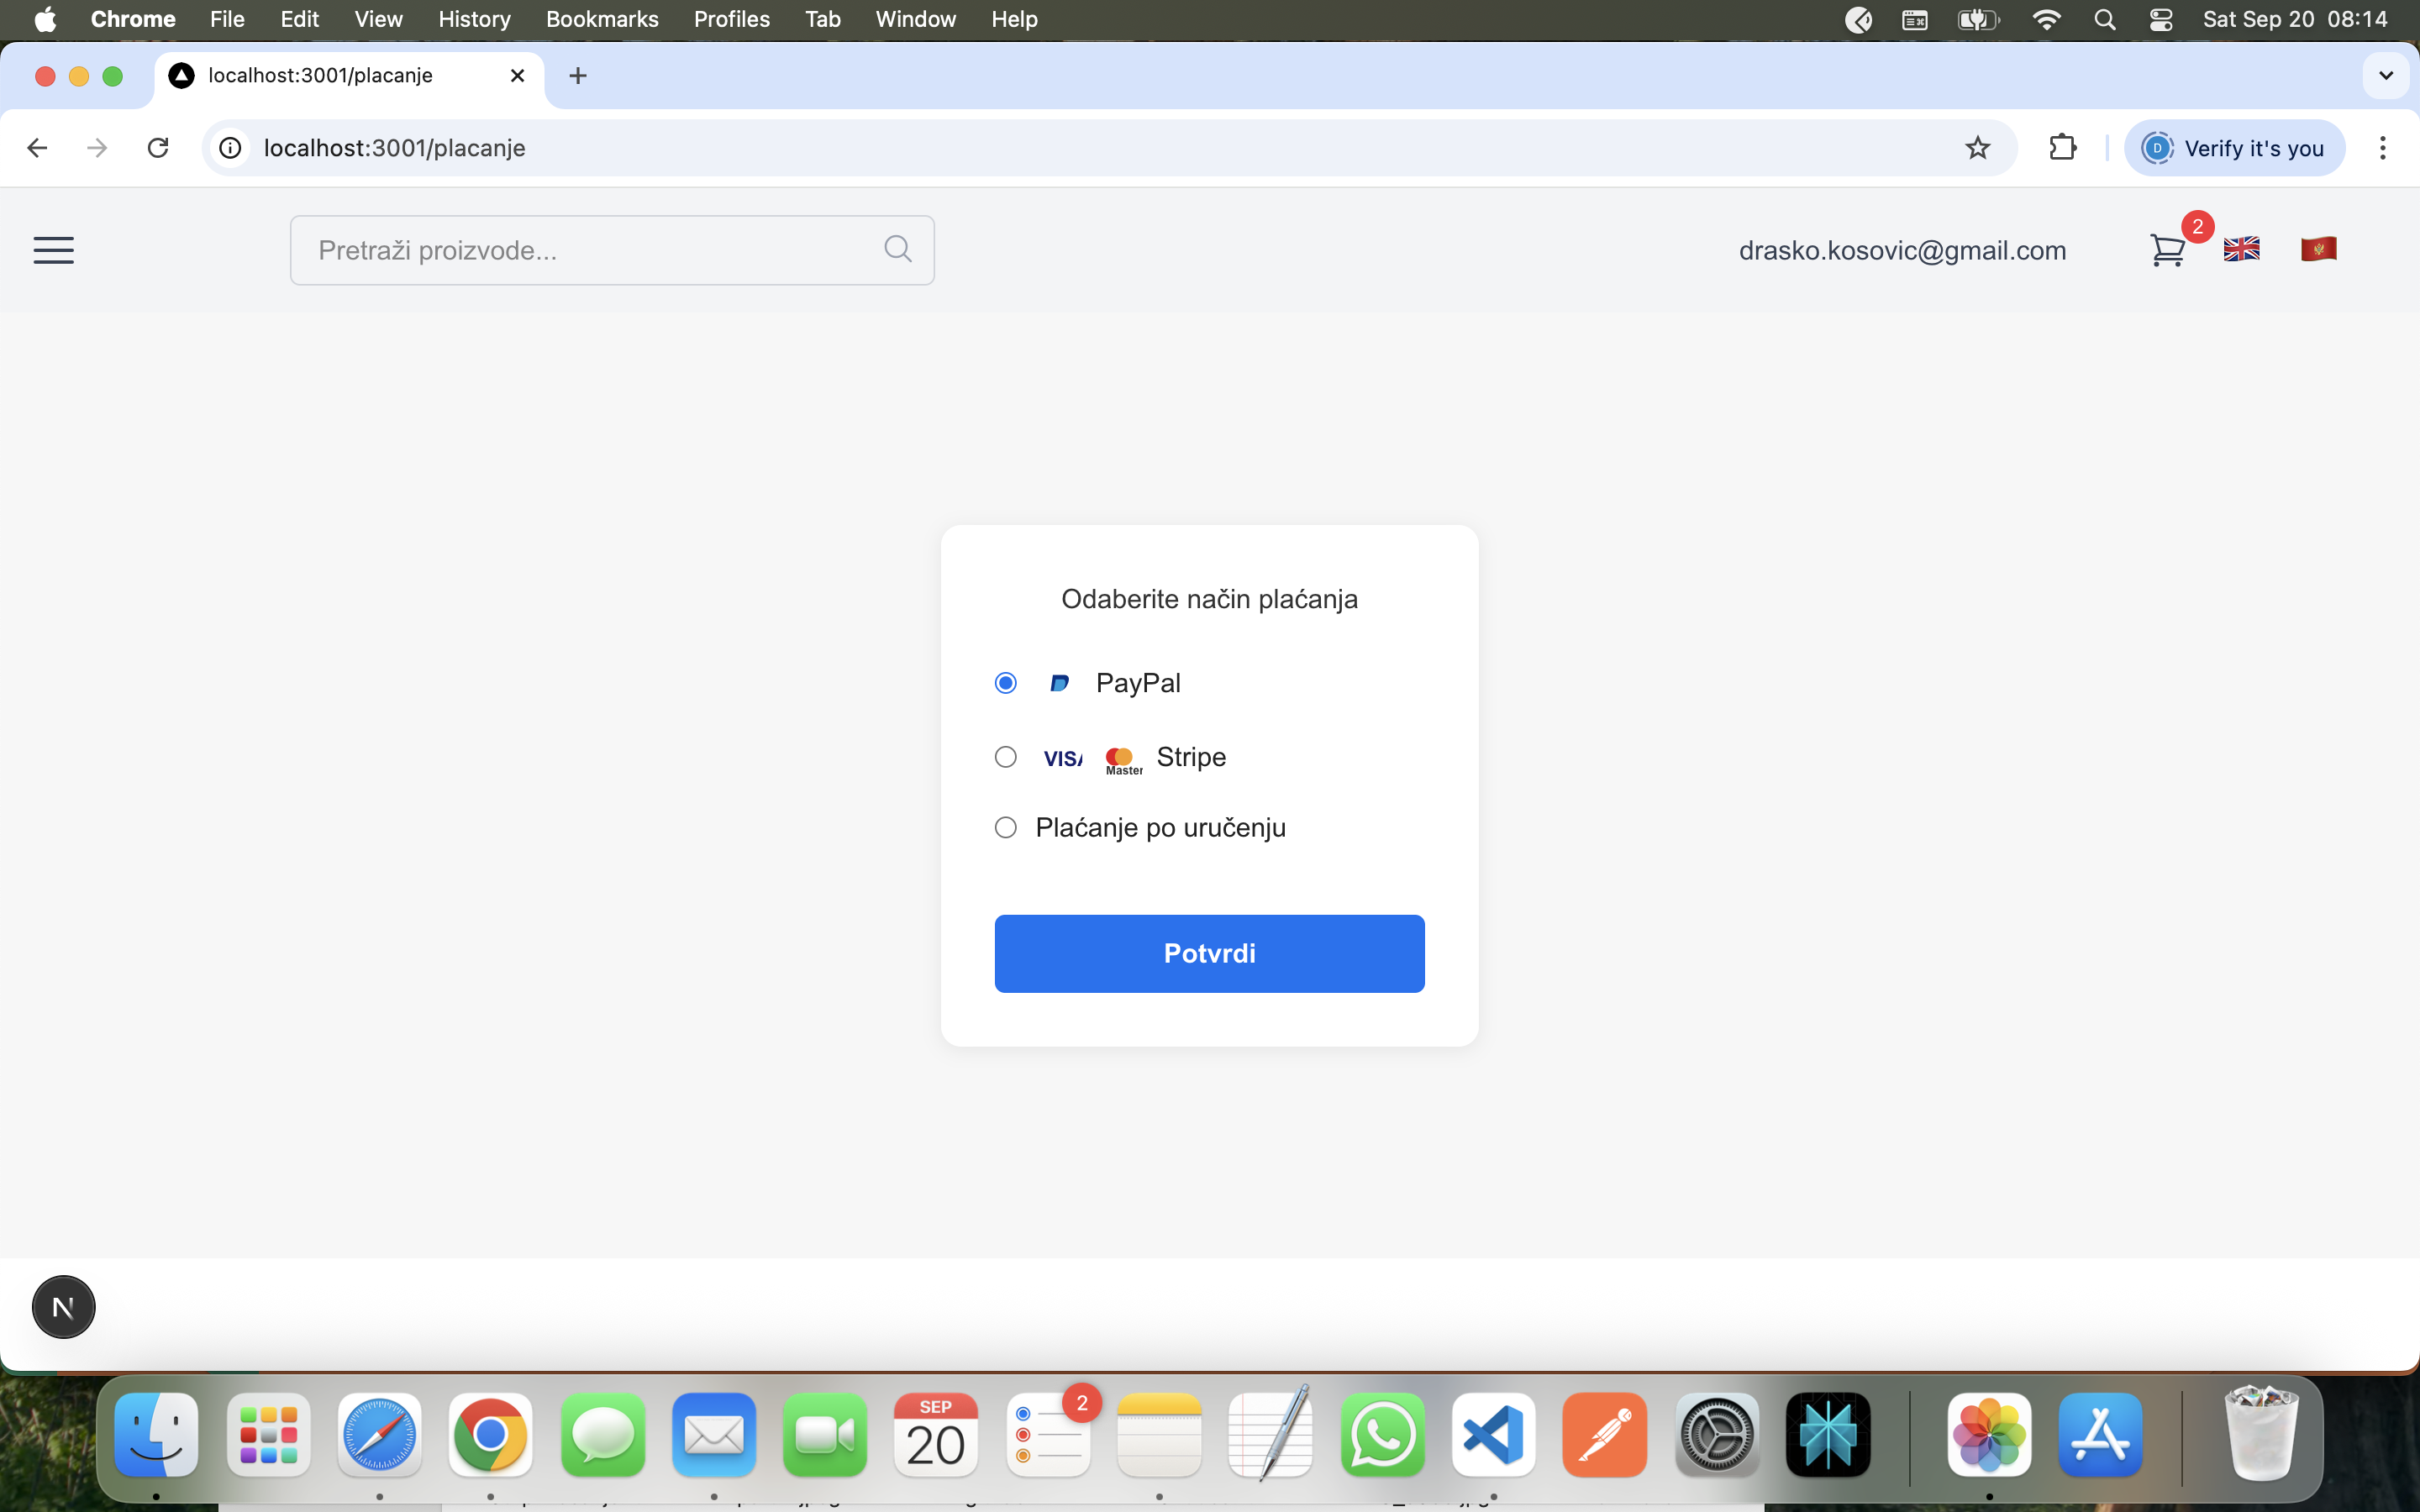 Chrome File Edit View History Bookmarks Profiles Tab Window Help Sat Sep 20 08:14
localhost:3001/placanje
localhost:3001/placanje Verify it's you
D
Pretraži proizvode... drasko.kosovic@gmail.com 2
Odaberite način plaćanja
PayPal
VISA Master Stripe
Plaćanje po uručenju
Potvrdi
N
SEP 2
20